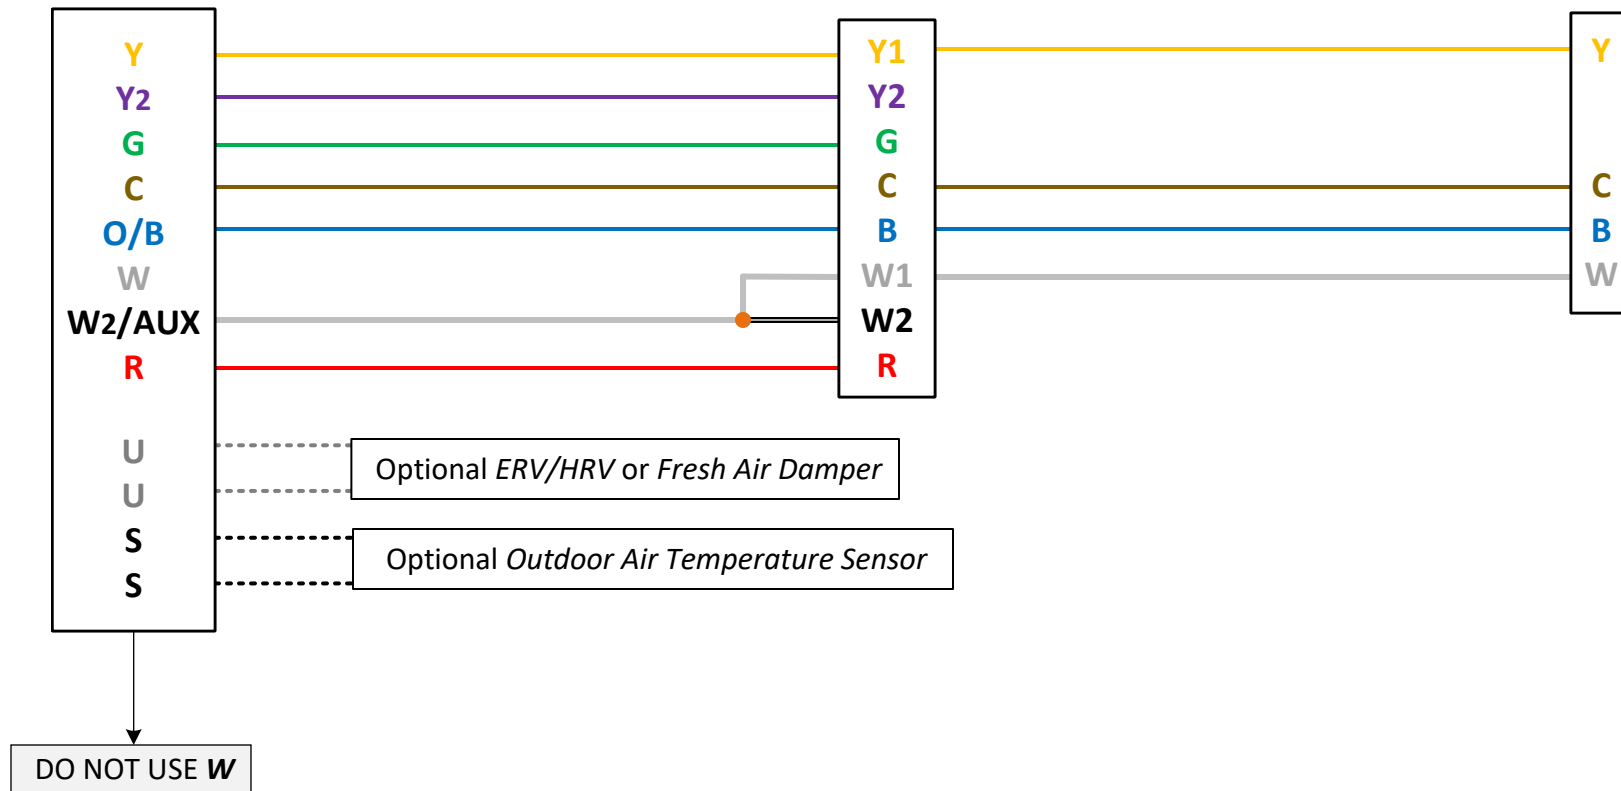 Y
Y2
G
C
O/B
W
W2/AUX
R
U
U
S
S
Y1
Y2
G
C
B
W1
W2
R
Y
C
B
W
Optional ERV/HRV or Fresh Air Damper
Optional Outdoor Air Temperature Sensor
DO NOT USE W